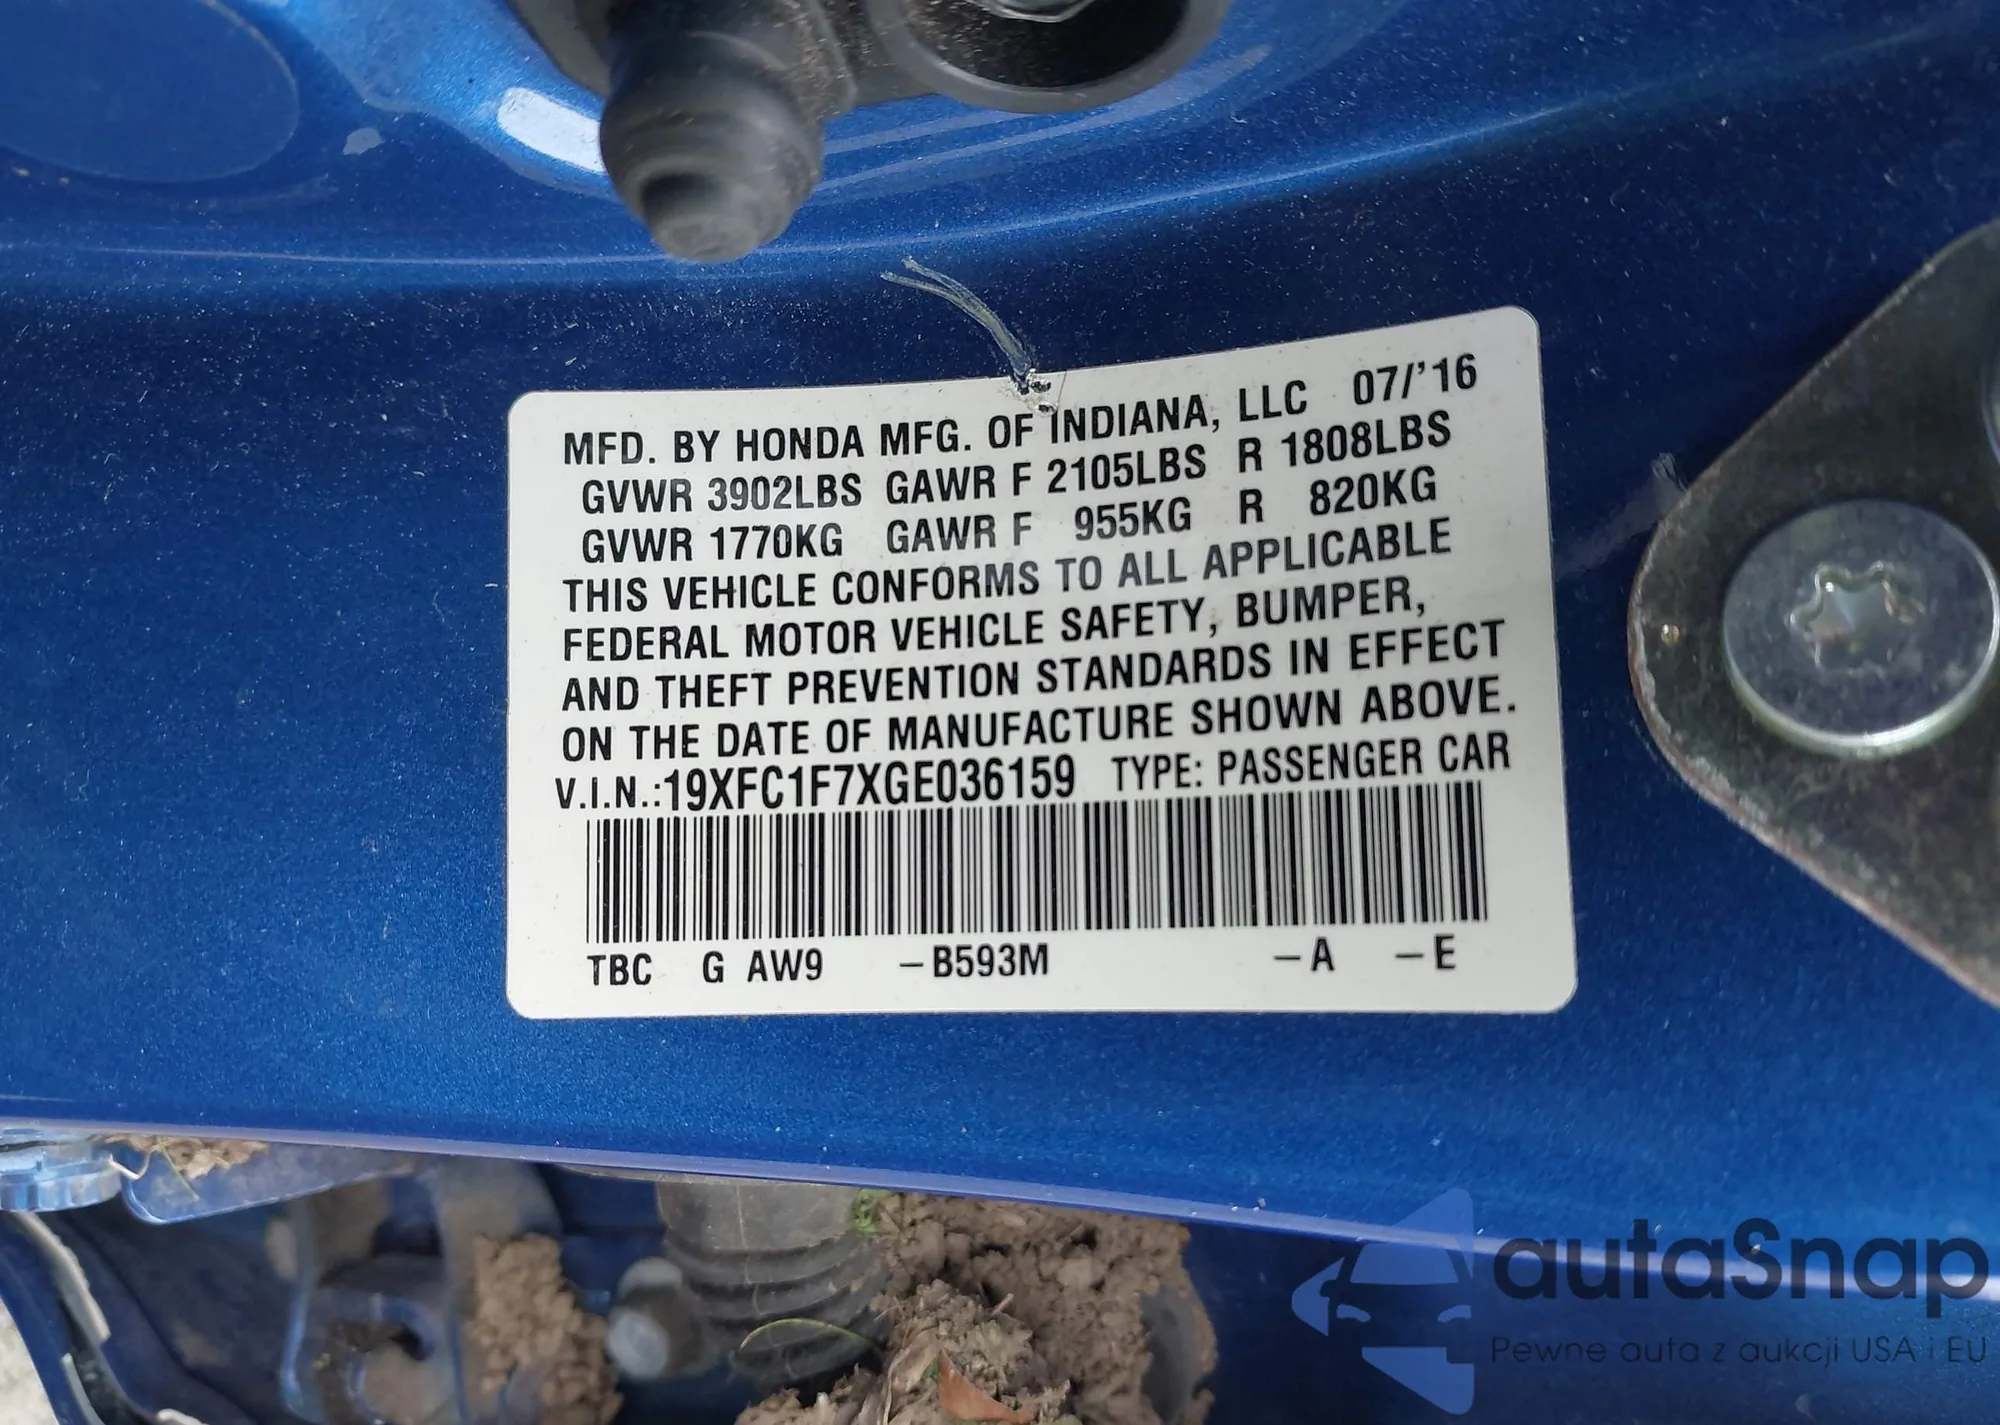 MFD. BY HONDA MFG. OF INDIANA, LLC 07/'16
GVWR 3902LBS GAWR F 2105LBS R 1808LBS
GVWR 1770KG GAWR F 955KG R 820KG
THIS VEHICLE CONFORMS TO ALL APPLICABLE
FEDERAL MOTOR VEHICLE SAFETY, BUMPER,
AND THEFT PREVENTION STANDARDS IN EFFECT
ON THE DATE OF MANUFACTURE SHOWN ABOVE.
V.I.N.:19XFC1F7XGE036159 TYPE: PASSENGER CAR
TBC G AW9 –B593M –A –E
autaSnap
Pewne auta z aukcji USA i EU